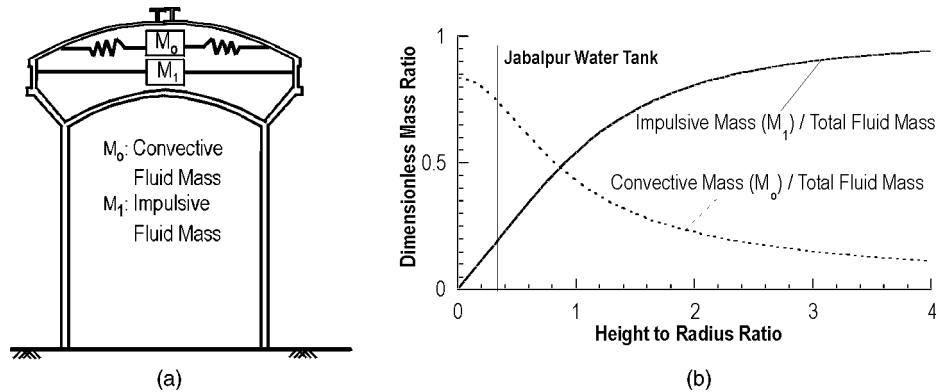 M₀
M₁
M₀: Convective
Fluid Mass
M₁: Impulsive
Fluid Mass
(a)
Dimensionless Mass Ratio
1
0.5
0
Jabalpur Water Tank
Impulsive Mass (M₁) / Total Fluid Mass
Convective Mass (M₀) / Total Fluid Mass
0
1
2
3
4
Height to Radius Ratio
(b)